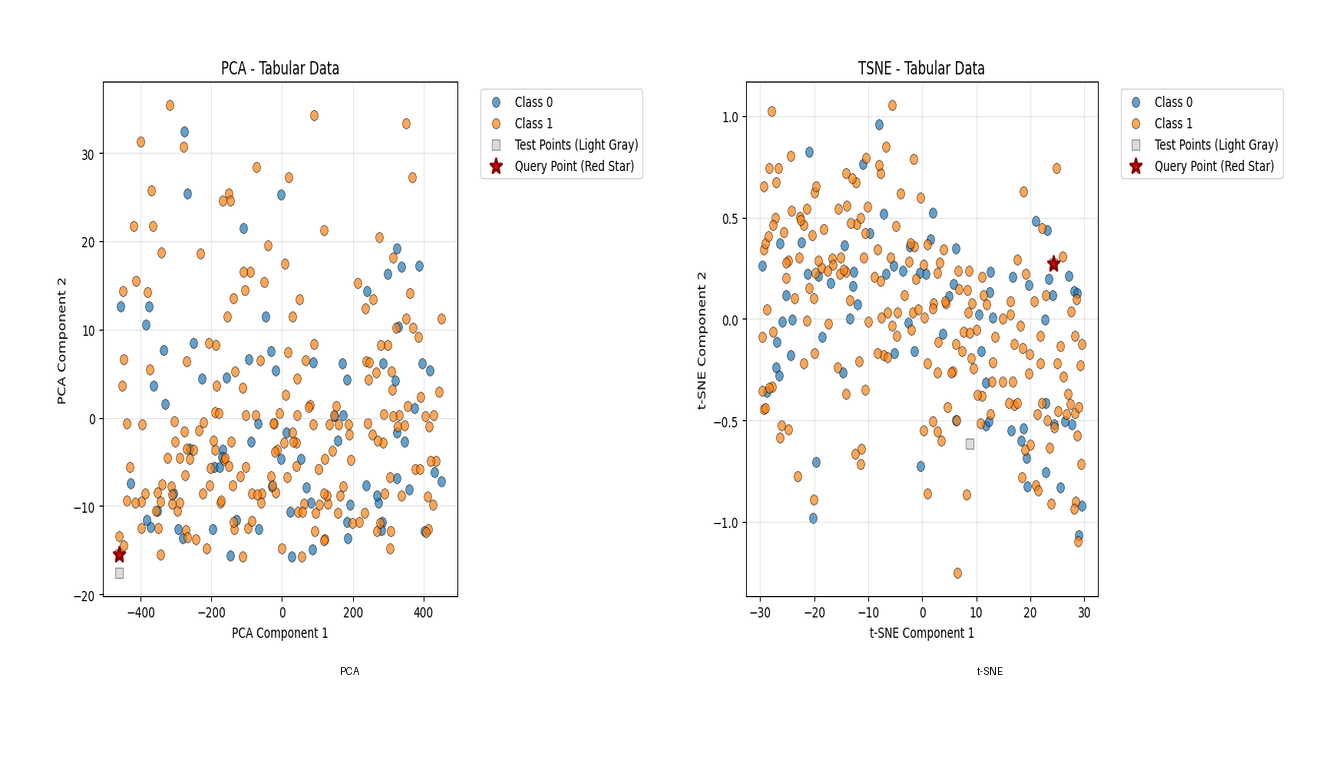 PCA - Tabular Data
Class 0
Class 1
Test Points (Light Gray)
Query Point (Red Star)
30
20
10
0
−10
−20
PCA Component 2
−400
−200
0
200
400
PCA Component 1
PCA
TSNE - Tabular Data
Class 0
Class 1
Test Points (Light Gray)
Query Point (Red Star)
1.0
0.5
0.0
−0.5
−1.0
t-SNE Component 2
−30
−20
−10
0
10
20
30
t-SNE Component 1
t-SNE